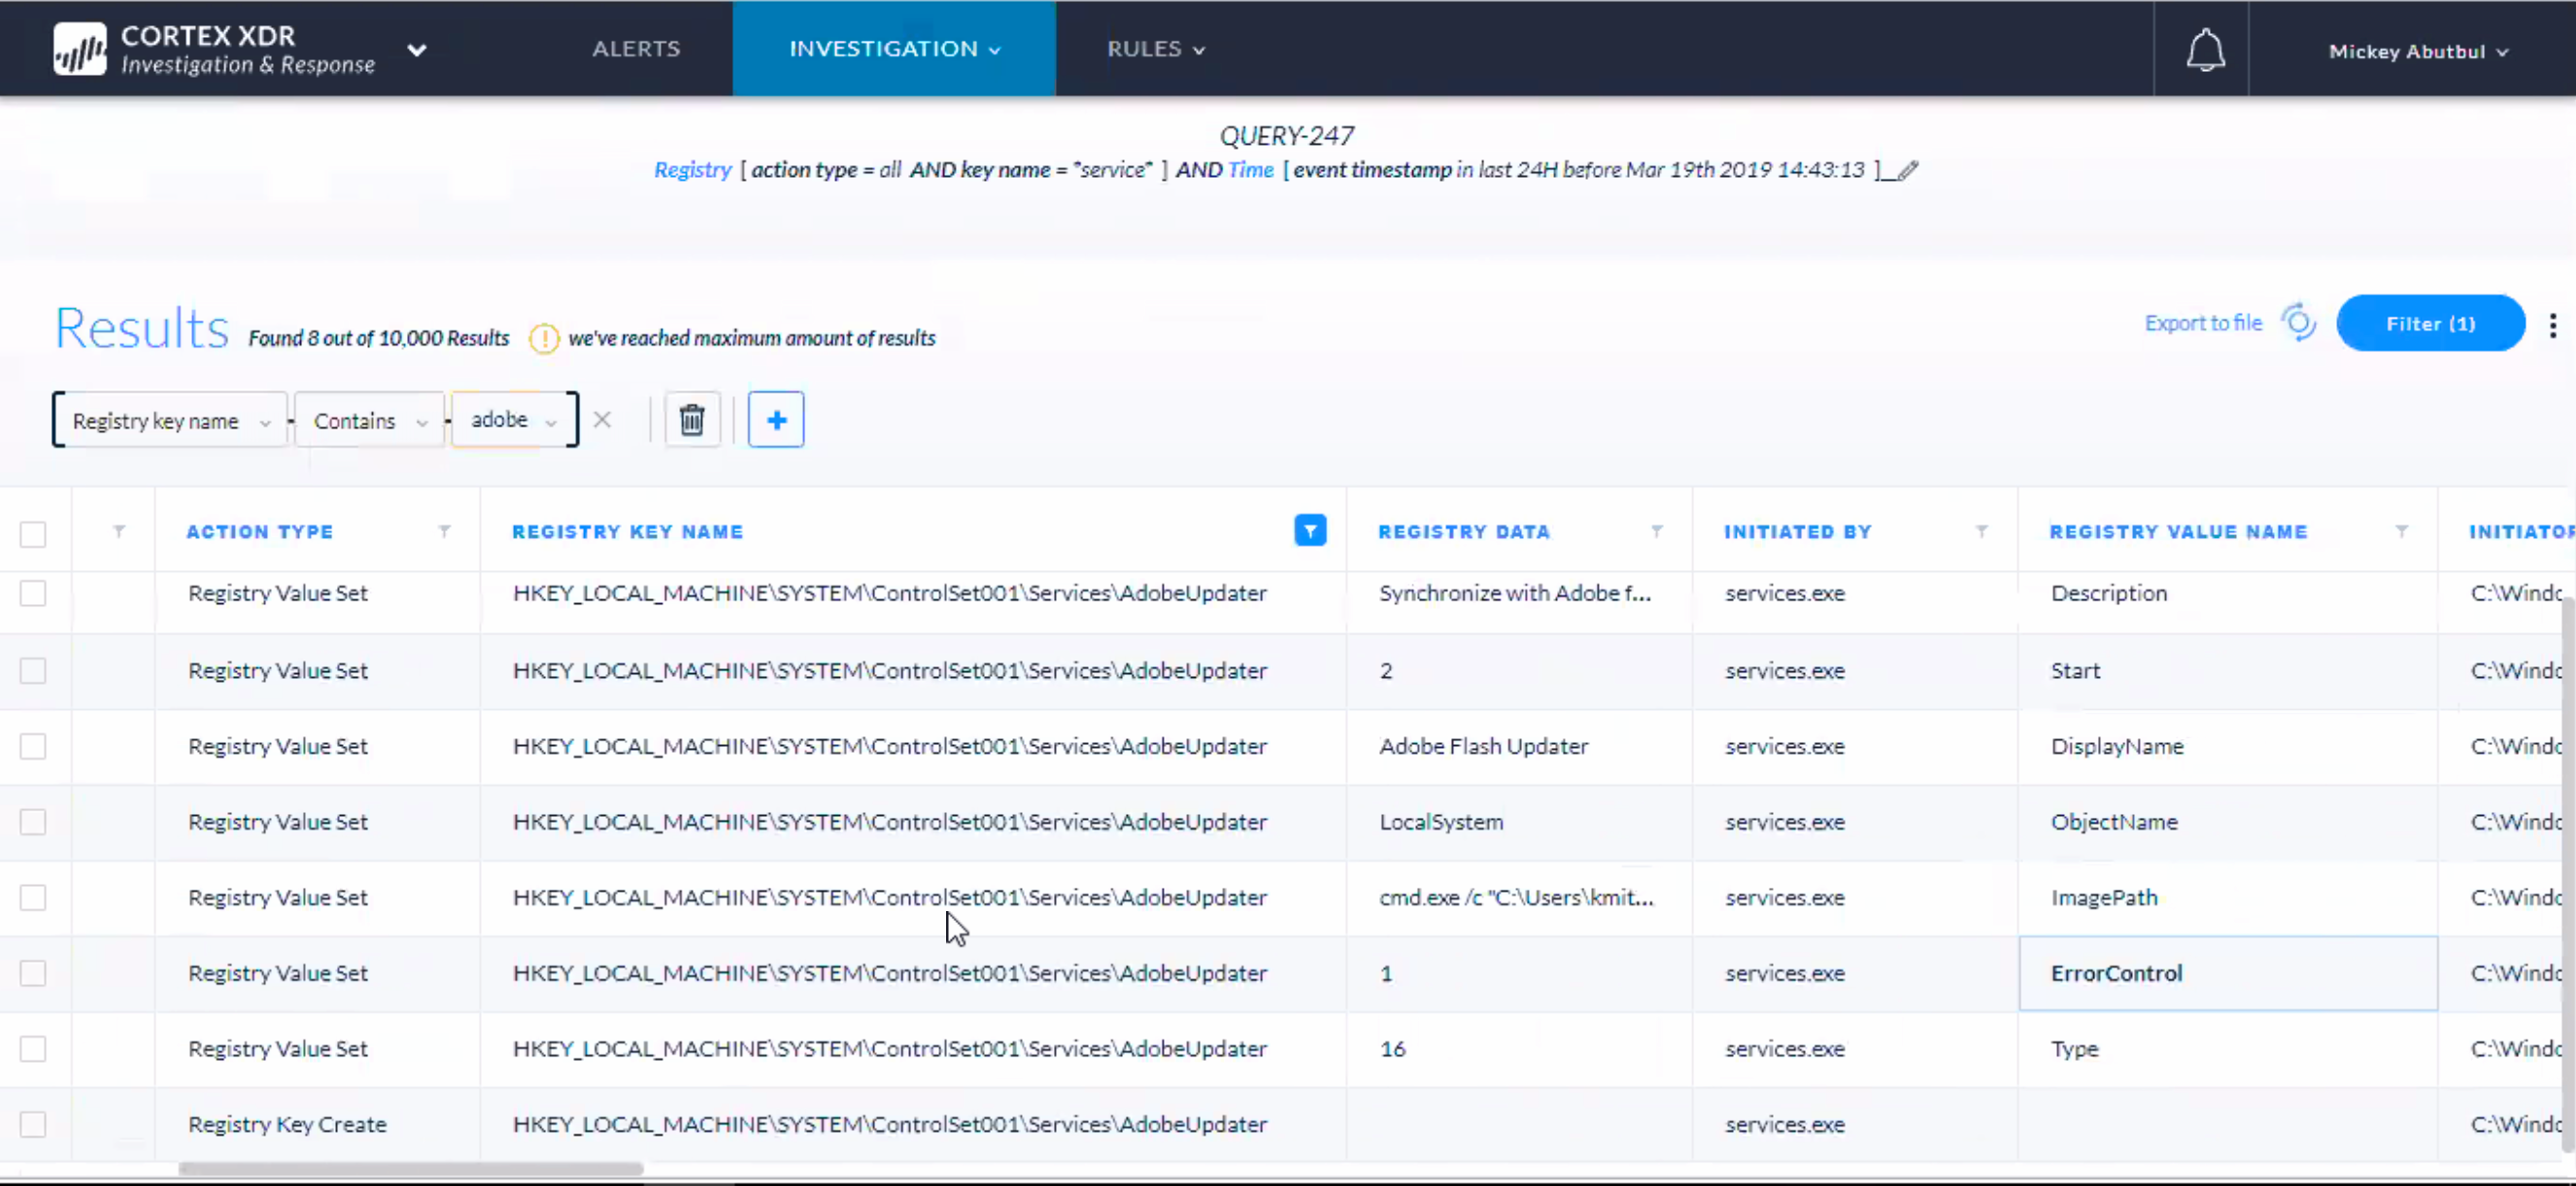 CORTEX XDR
Investigation & Response
ALERTS
INVESTIGATION
RULES
Mickey Abutbul
QUERY-247
Registry [ action type = all AND key name = *service* ] AND Time [ event timestamp in last 24H before Mar 19th 2019 14:43:13 ]
Results Found 8 out of 10,000 Results ! we've reached maximum amount of results
Export to file
Filter (1)
Registry key name - Contains - adobe
ACTION TYPE REGISTRY KEY NAME REGISTRY DATA INITIATED BY REGISTRY VALUE NAME
Registry Value Set HKEY_LOCAL_MACHINE\SYSTEM\ControlSet001\Services\AdobeUpdater Synchronize with Adobe f... services.exe Description
Registry Value Set HKEY_LOCAL_MACHINE\SYSTEM\ControlSet001\Services\AdobeUpdater 2 services.exe Start
Registry Value Set HKEY_LOCAL_MACHINE\SYSTEM\ControlSet001\Services\AdobeUpdater Adobe Flash Updater services.exe DisplayName
Registry Value Set HKEY_LOCAL_MACHINE\SYSTEM\ControlSet001\Services\AdobeUpdater LocalSystem services.exe ObjectName
Registry Value Set HKEY_LOCAL_MACHINE\SYSTEM\ControlSet001\Services\AdobeUpdater cmd.exe /c "C:\Users\kmit... services.exe ImagePath
Registry Value Set HKEY_LOCAL_MACHINE\SYSTEM\ControlSet001\Services\AdobeUpdater 1 services.exe ErrorControl
Registry Value Set HKEY_LOCAL_MACHINE\SYSTEM\ControlSet001\Services\AdobeUpdater 16 services.exe Type
Registry Key Create HKEY_LOCAL_MACHINE\SYSTEM\ControlSet001\Services\AdobeUpdater services.exe